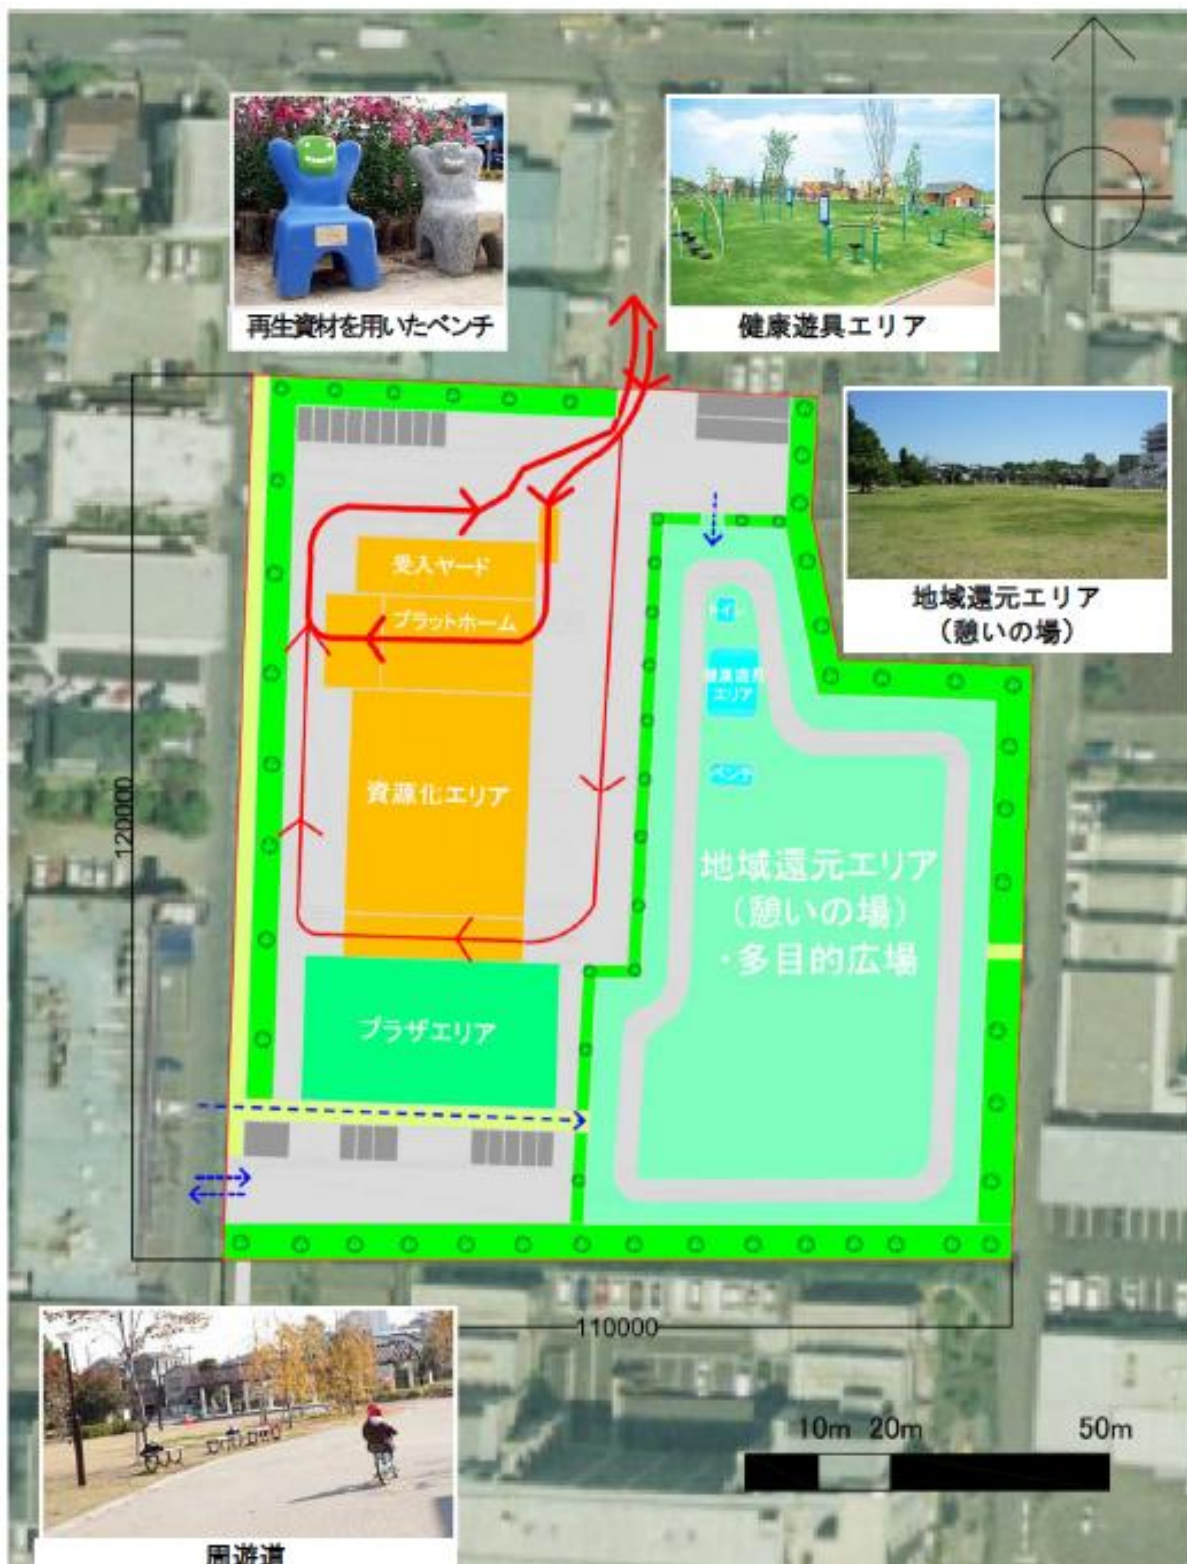 再生資材を用いたベンチ
健康遊具エリア
地域還元エリア
（憩いの場）
受入ヤード
プラットホーム
健康遊具
エリア
ベンチ
資源化エリア
120000
地域還元エリア
（憩いの場）
・多目的広場
プラザエリア
110000
10m 20m 50m
周遊道